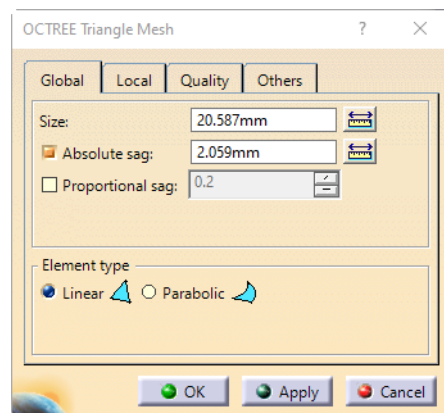 OCTREE Triangle Mesh ? ×
Global Local Quality Others
Size: 20.587mm
Absolute sag: 2.059mm
Proportional sag: 0.2
Element type
Linear Parabolic
OK Apply Cancel